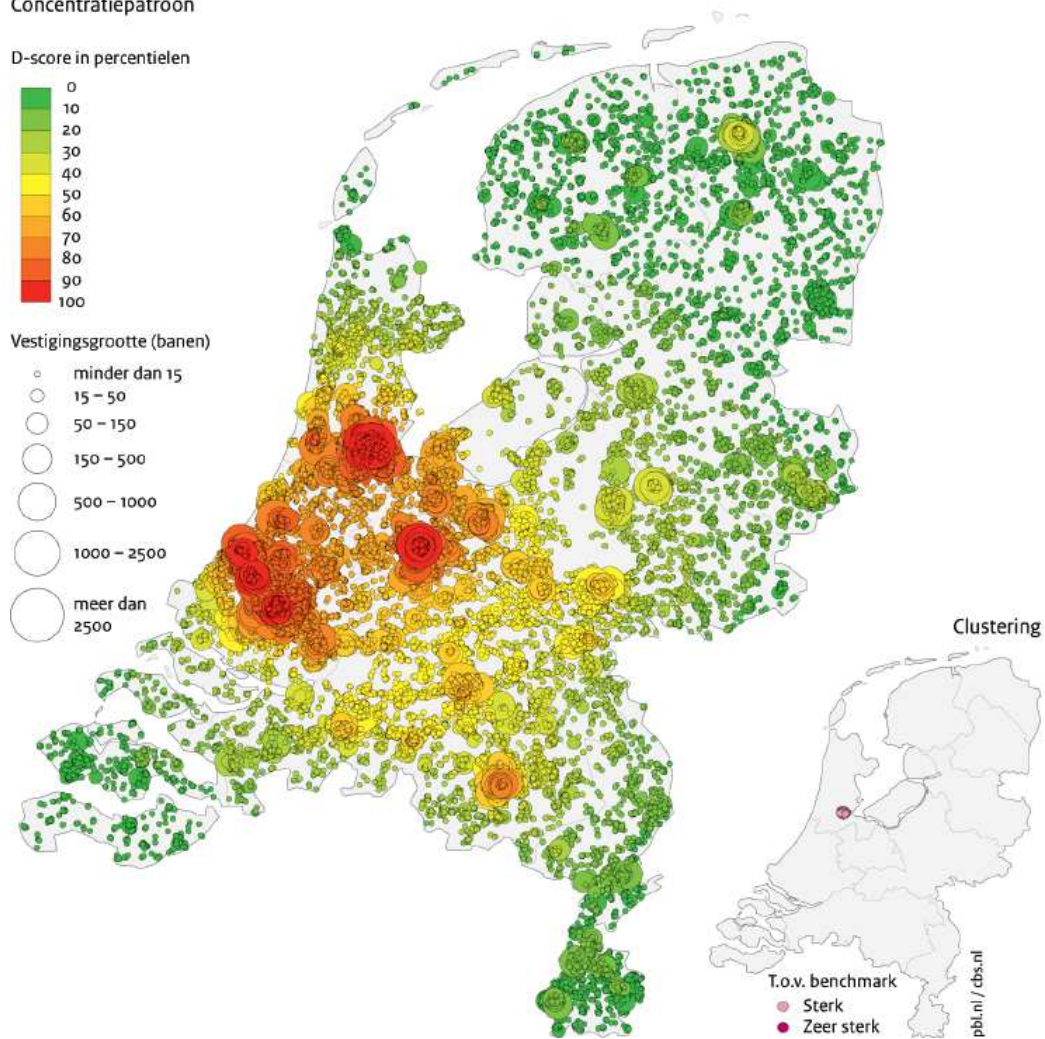 Concentratiepatroon
D-score in percentielen
0
10
20
30
40
50
60
70
80
90
100
Vestigingsgrootte (banen)
minder dan 15
15 – 50
50 – 150
150 – 500
500 – 1000
1000 – 2500
meer dan
2500
Clustering
T.o.v. benchmark
Sterk
Zeer sterk
pbl.nl / cbs.nl